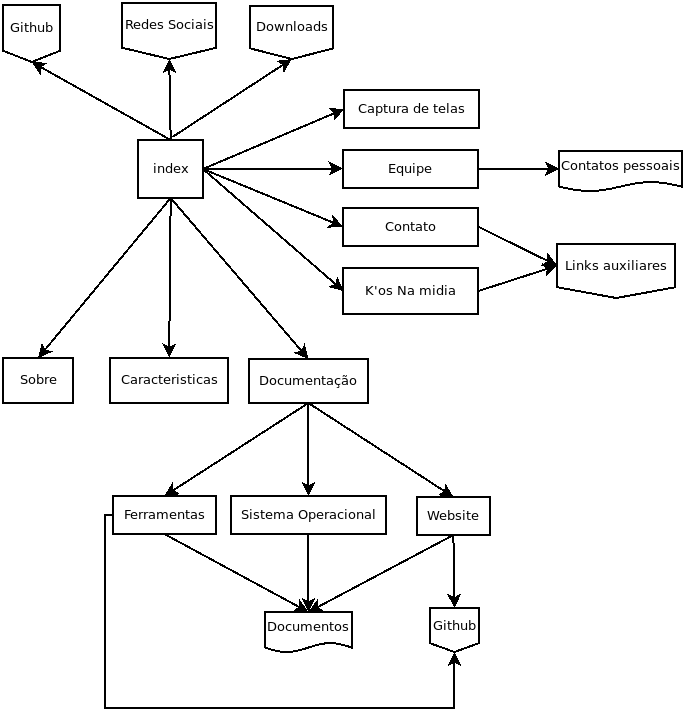 Github
Redes Sociais
Downloads
Captura de telas
index
Equipe
Contatos pessoais
Contato
Links auxiliares
K'os Na midia
Sobre
Caracteristicas
Documentação
Ferramentas
Sistema Operacional
Website
Documentos
Github